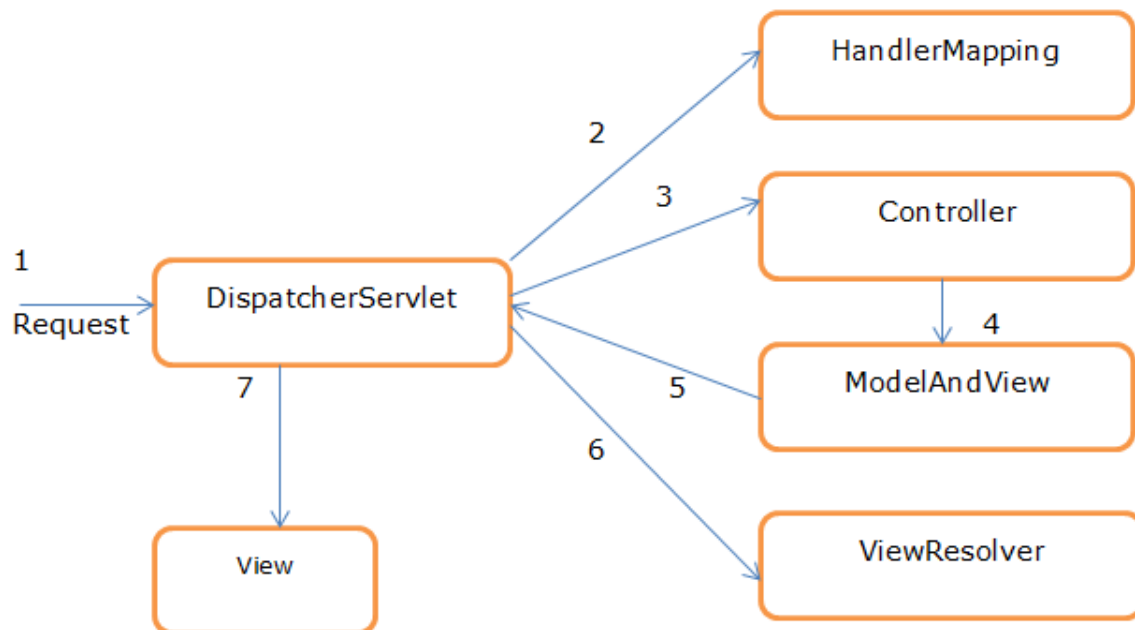 HandlerMapping
2
3
Controller
1
Request
DispatcherServlet
4
7
5
ModelAndView
6
View
ViewResolver